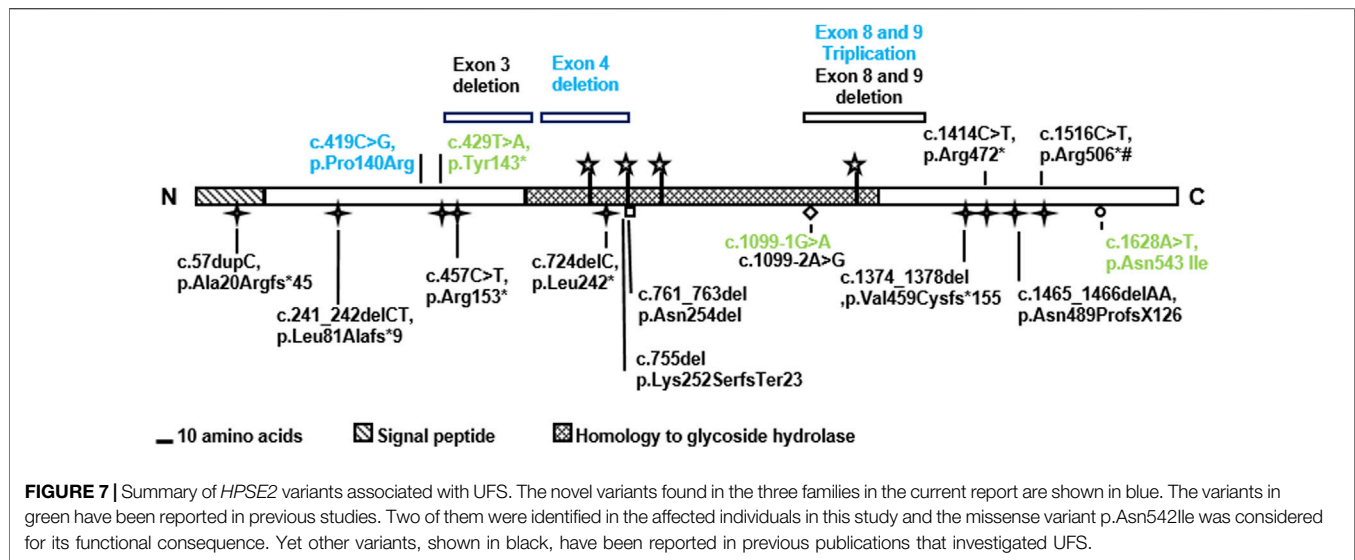 Exon 8 and 9
Triplication
Exon 3
deletion
Exon 4
deletion
Exon 8 and 9
deletion
c.419C>G,
p.Pro140Arg
c.429T>A,
p.Tyr143*
c.1414C>T,
p.Arg472*
c.1516C>T,
p.Arg506*#
N
C
c.57dupC,
p.Ala20Argfs*45
c.241_242delCT,
p.Leu81Alafs*9
c.457C>T,
p.Arg153*
c.724delC,
p.Leu242*
c.761_763del
p.Asn254del
c.755del
p.Lys252SerfsTer23
c.1099-1G>A
c.1099-2A>G
c.1374_1378del
,p.Val459Cysfs*155
c.1465_1466delAA,
p.Asn489ProfsX126
c.1628A>T,
p.Asn543 Ile
10 amino acids
Signal peptide
Homology to glycoside hydrolase
FIGURE 7 | Summary of HPSE2 variants associated with UFS. The novel variants found in the three families in the current report are shown in blue. The variants in
green have been reported in previous studies. Two of them were identified in the affected individuals in this study and the missense variant p.Asn542Ile was considered
for its functional consequence. Yet other variants, shown in black, have been reported in previous publications that investigated UFS.